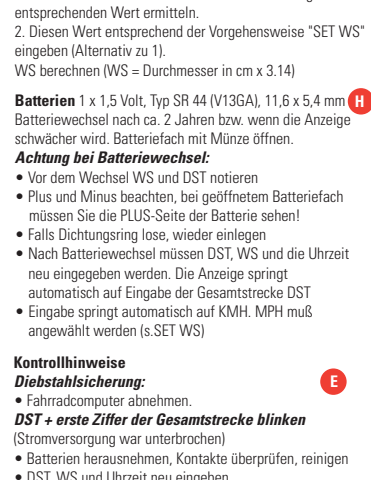 entsprechenden Wert ermitteln.
2. Diesen Wert entsprechend der Vorgehensweise "SET WS"
eingeben (Alternativ zu 1).
WS berechnen (WS = Durchmesser in cm x 3.14)
Batterien 1 x 1,5 Volt, Typ SR 44 (V13GA), 11,6 x 5,4 mm H
Batteriewechsel nach ca. 2 Jahren bzw. wenn die Anzeige
schwächer wird. Batteriefach mit Münze öffnen.
Achtung bei Batteriewechsel:
• Vor dem Wechsel WS und DST notieren
• Plus und Minus beachten, bei geöffnetem Batteriefach
müssen Sie die PLUS-Seite der Batterie sehen!
• Falls Dichtungsring lose, wieder einlegen
• Nach Batteriewechsel müssen DST, WS und die Uhrzeit
neu eingegeben werden. Die Anzeige springt
automatisch auf Eingabe der Gesamtstrecke DST
• Eingabe springt automatisch auf KMH. MPH muß
angewählt werden (s.SET WS)
Kontrollhinweise
Diebstahlsicherung: E
• Fahrradcomputer abnehmen.
DST + erste Ziffer der Gesamtstrecke blinken
(Stromversorgung war unterbrochen)
• Batterien herausnehmen, Kontakte überprüfen, reinigen
• DST, WS und Uhrzeit neu eingeben